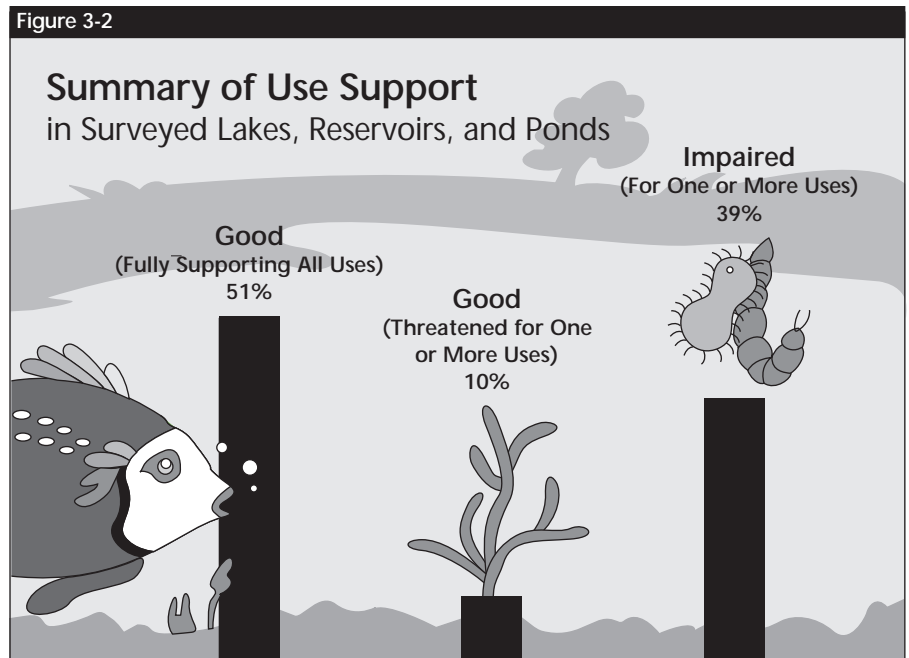 Figure 3-2
Summary of Use Support
in Surveyed Lakes, Reservoirs, and Ponds
Impaired
(For One or More Uses)
39%
Good
(Fully Supporting All Uses)
51%
Good
(Threatened for One
or More Uses)
10%